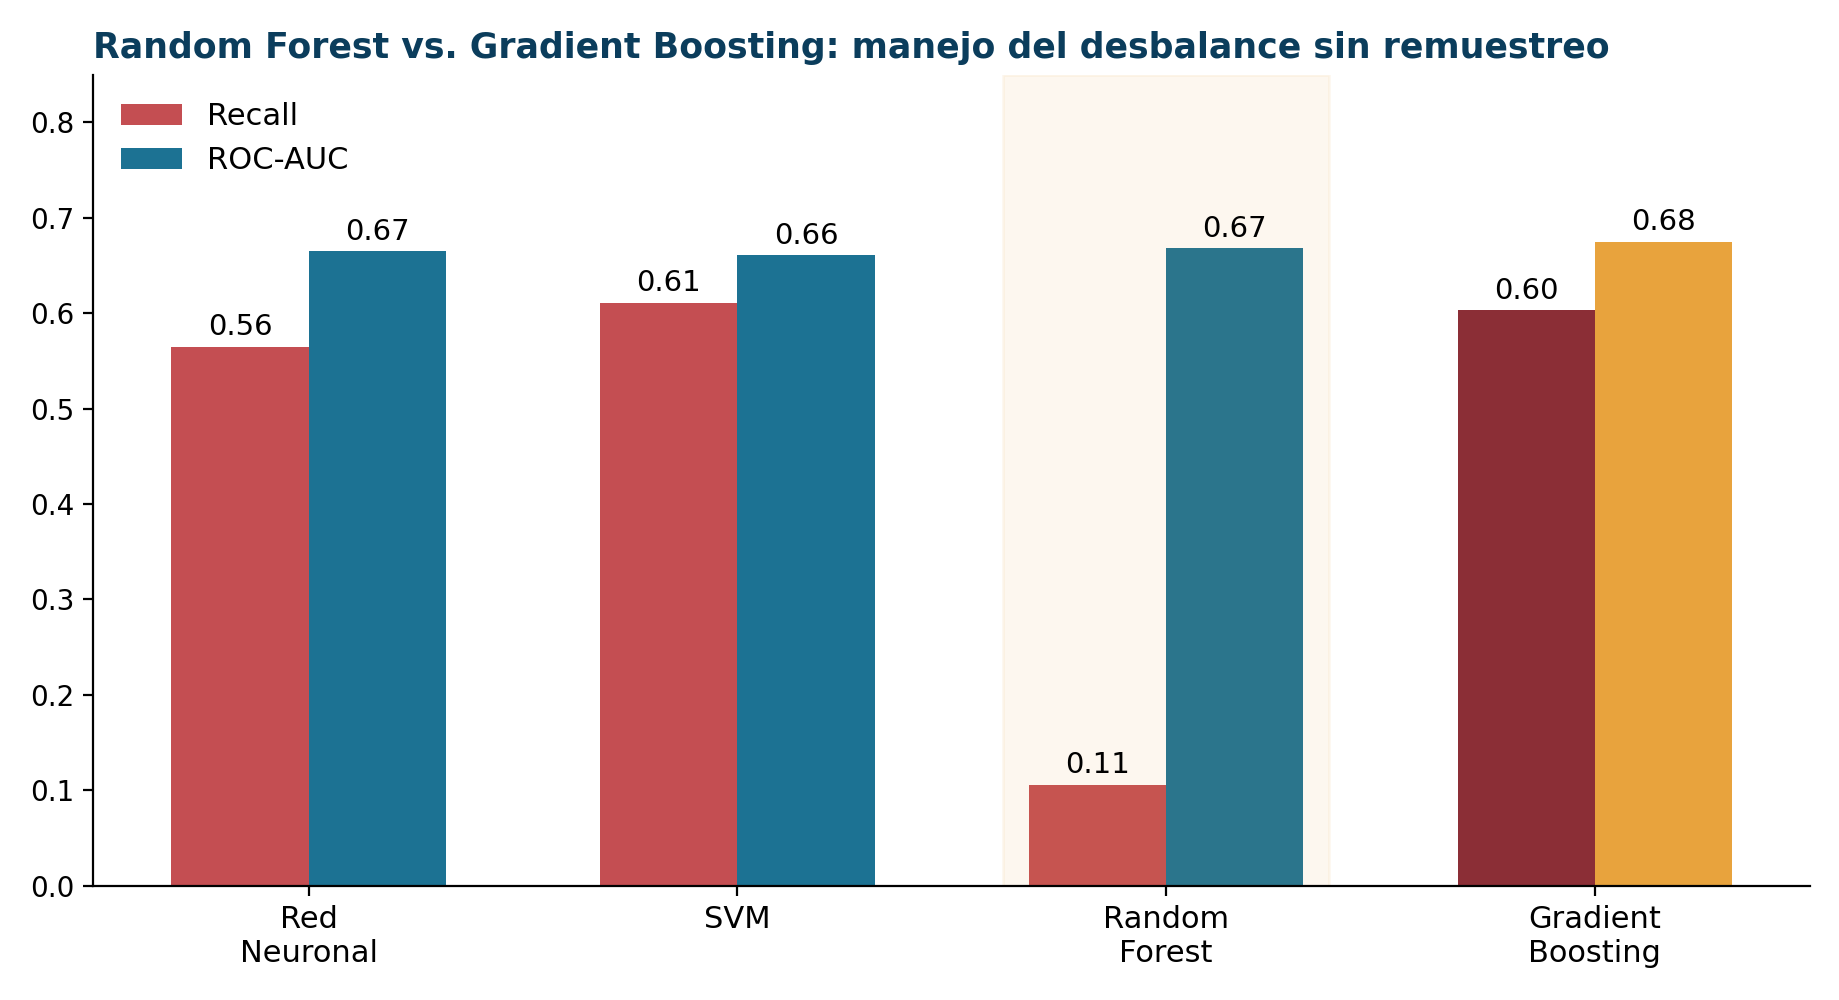 Random Forest vs. Gradient Boosting: manejo del desbalance sin remuestreo
Recall
ROC-AUC
0.8
0.7
0.6
0.5
0.4
0.3
0.2
0.1
0.0
0.56
0.67
0.61
0.66
0.11
0.67
0.60
0.68
Red
Neuronal
SVM
Random
Forest
Gradient
Boosting